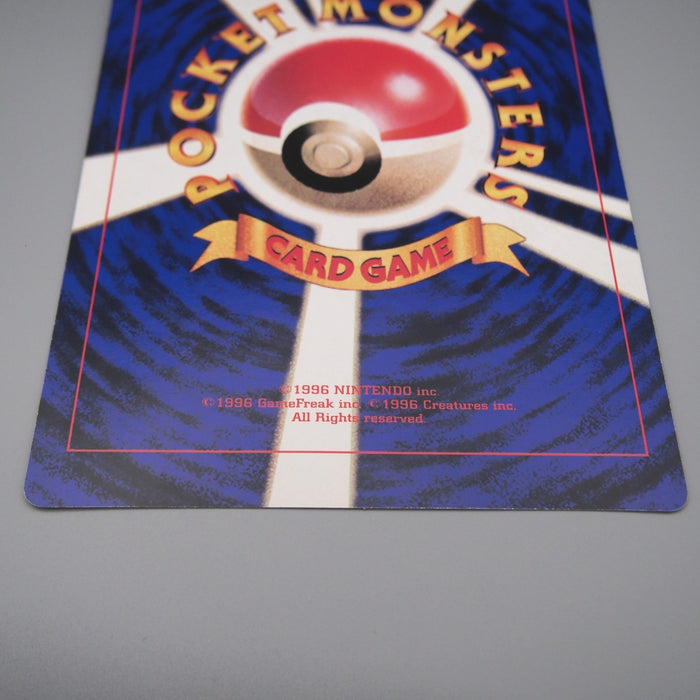 POCKET MONSTERS
CARD GAME
©1996 NINTENDO inc.
©1996 GameFreak inc. ©1996 Creatures inc.
All Rights reserved.